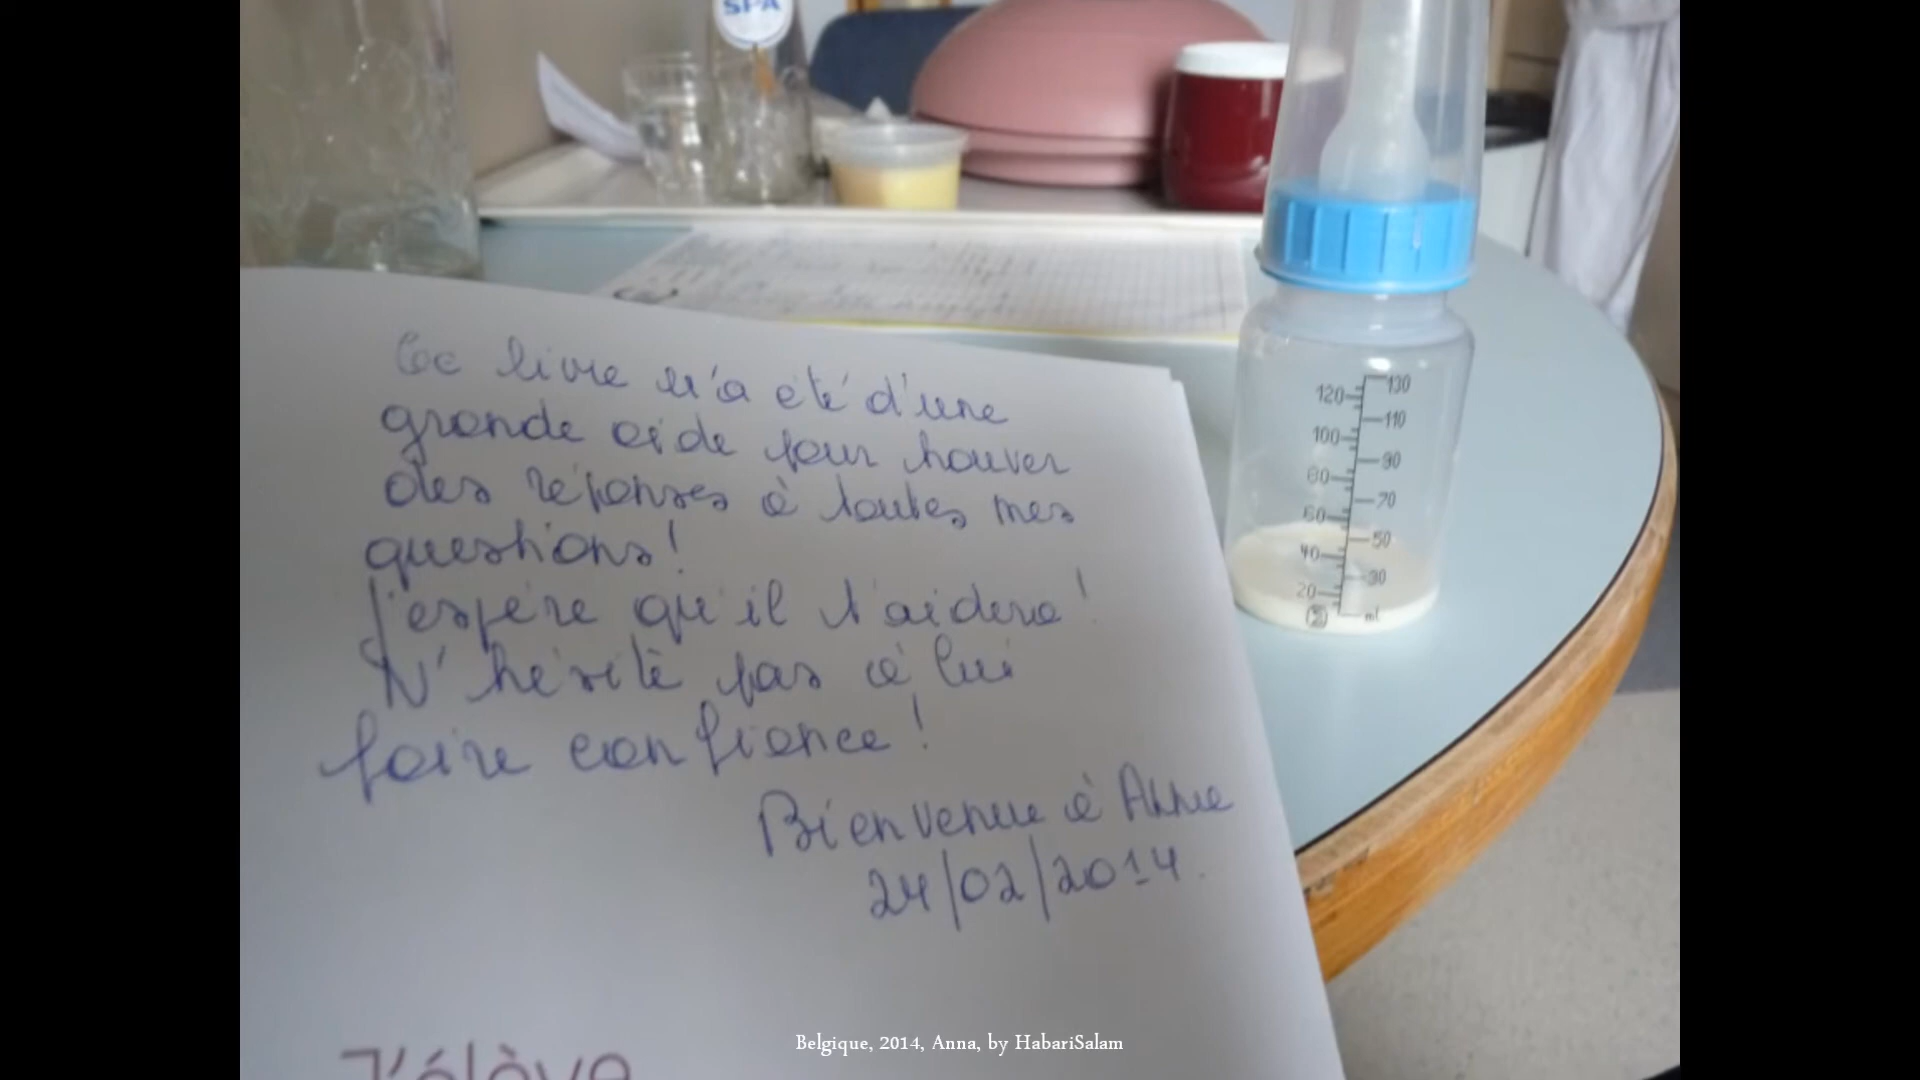 SPA
Ce livre m'a été d'une
grande aide pour trouver
des réponses à toutes mes
questions!
J'espère qu'il t'aidera!
N'hésite pas à lui
faire confiance!
Bienvenue à Anna
24/02/2014.
130
120
110
100
90
80
70
60
50
40
30
20
ml
J'élève
Belgique, 2014, Anna, by HabariSalam